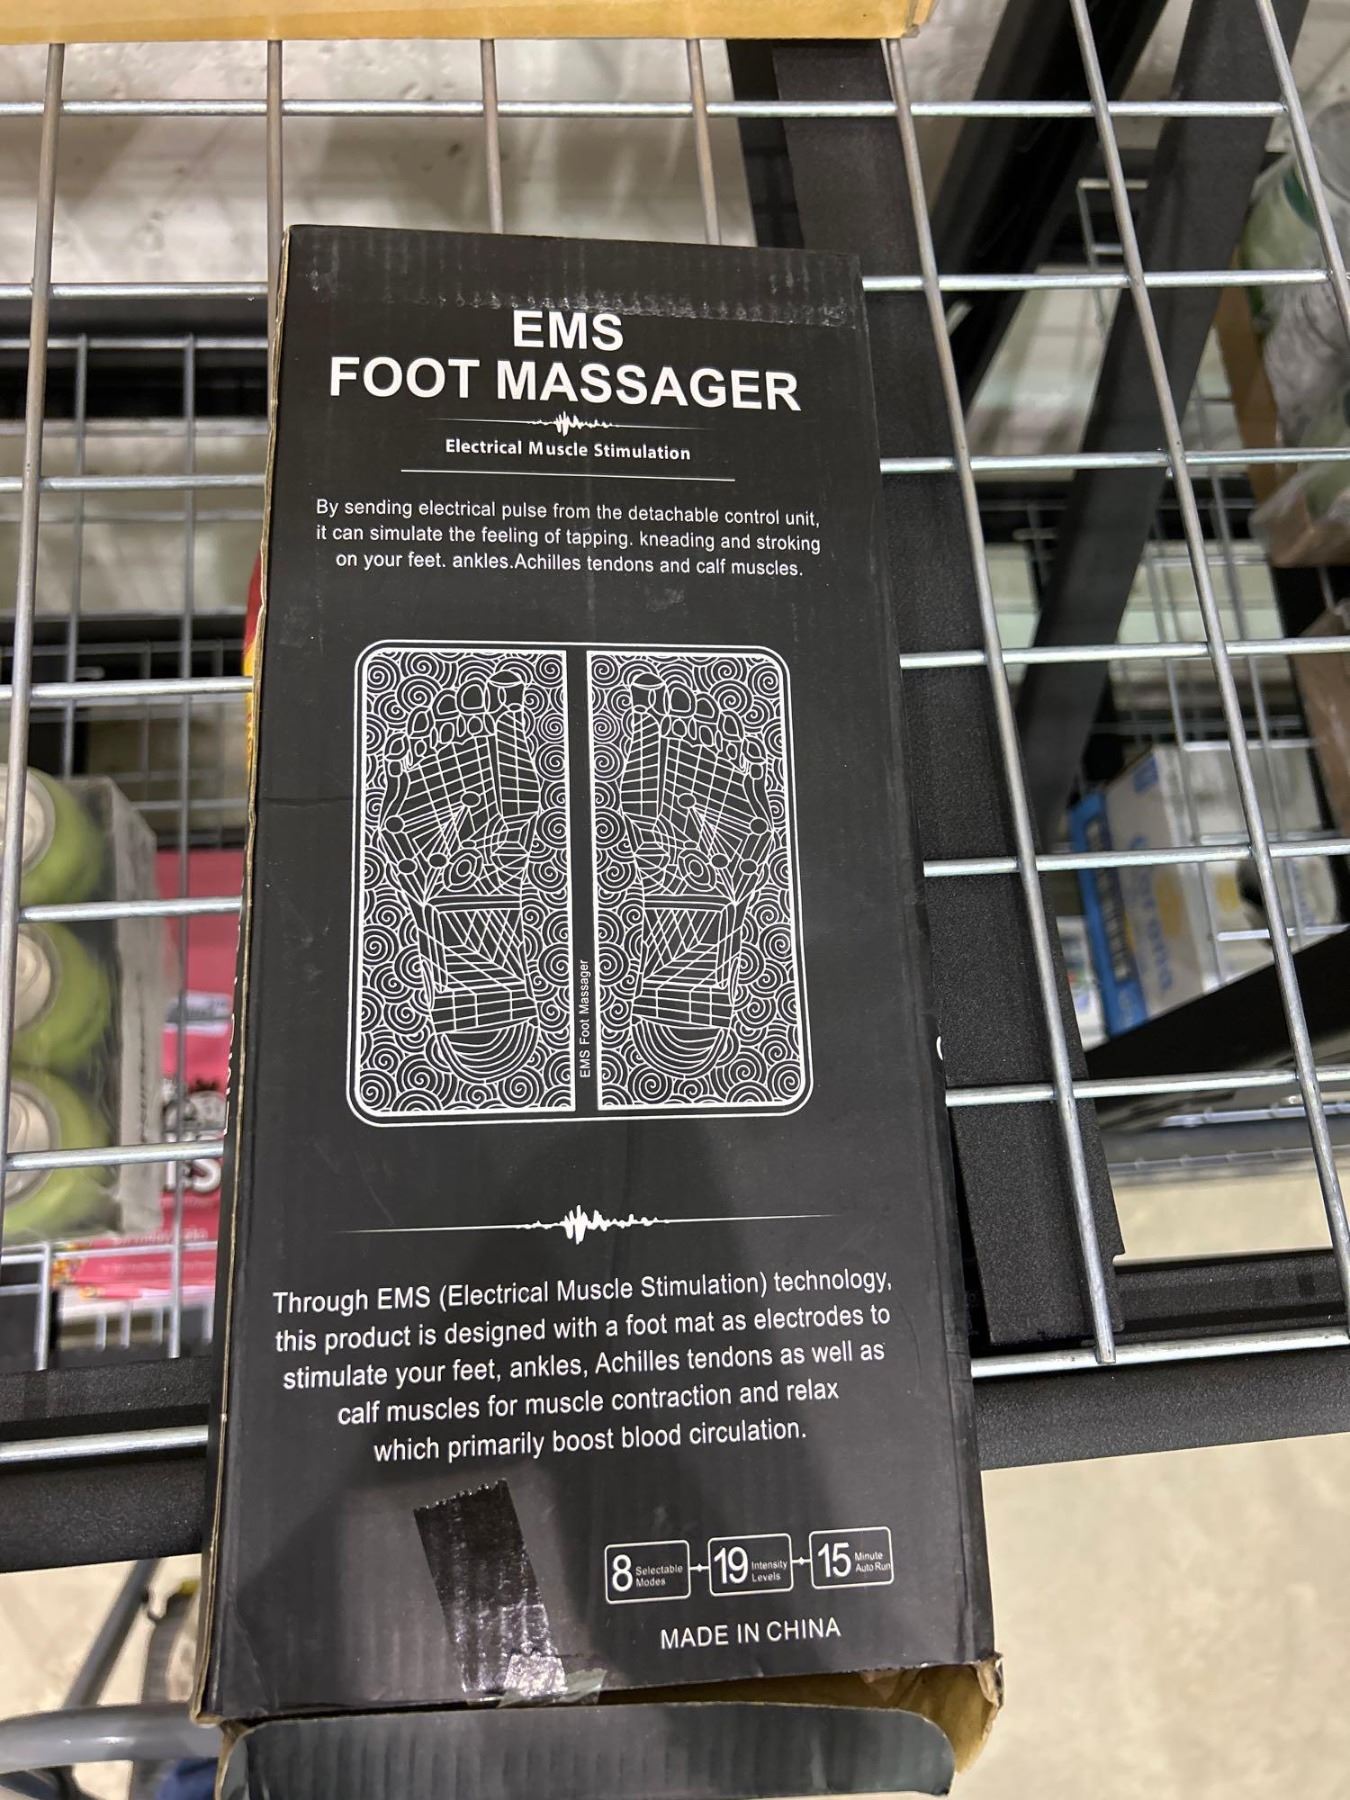 EMS
FOOT MASSAGER
Electrical Muscle Stimulation
By sending electrical pulse from the detachable control unit,
it can simulate the feeling of tapping. kneading and stroking
on your feet. ankles.Achilles tendons and calf muscles.
EMS Foot Massager
Through EMS (Electrical Muscle Stimulation) technology,
this product is designed with a foot mat as electrodes to
stimulate your feet, ankles, Achilles tendons as well as
calf muscles for muscle contraction and relax
which primarily boost blood circulation.
8 Selectable Modes
19 Intensity Levels
15 Minute Auto Run
MADE IN CHINA